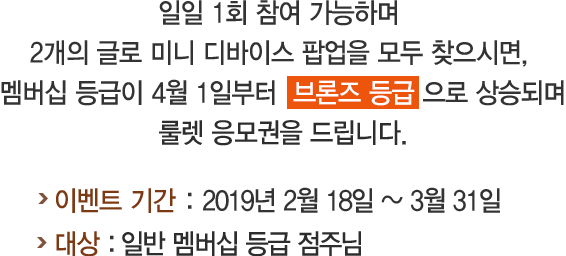 일일 1회 참여 가능하며
2개의 글로 미니 디바이스 팝업을 모두 찾으시면,
멤버십 등급이 4월 1일부터 브론즈 등급 으로 상승되며
룰렛 응모권을 드립니다.
> 이벤트 기간 : 2019년 2월 18일 ~ 3월 31일
> 대상 : 일반 멤버십 등급 점주님